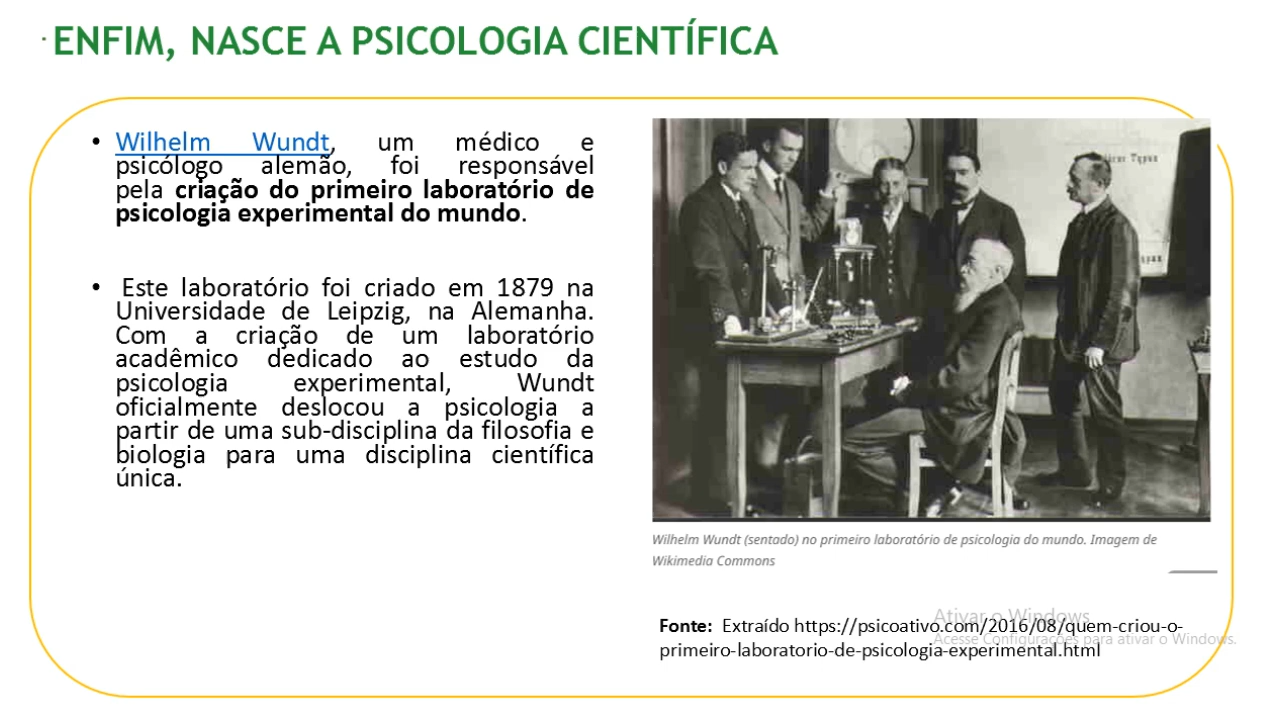 ENFIM, NASCE A PSICOLOGIA CIENTÍFICA
• Wilhelm Wundt, um médico e
psicólogo alemão, foi responsável
pela criação do primeiro laboratório de
psicologia experimental do mundo.
• Este laboratório foi criado em 1879 na
Universidade de Leipzig, na Alemanha.
Com a criação de um laboratório
acadêmico dedicado ao estudo da
psicologia experimental, Wundt
oficialmente deslocou a psicologia a
partir de uma sub-disciplina da filosofia e
biologia para uma disciplina científica
única.
Typus
Wilhelm Wundt (sentado) no primeiro laboratório de psicologia do mundo. Imagem de
Wikimedia Commons
Ativar o Windows
Acesse Configurações para ativar o Windows.
Fonte: Extraído https://psicoativo.com/2016/08/quem-criou-o-
primeiro-laboratorio-de-psicologia-experimental.html